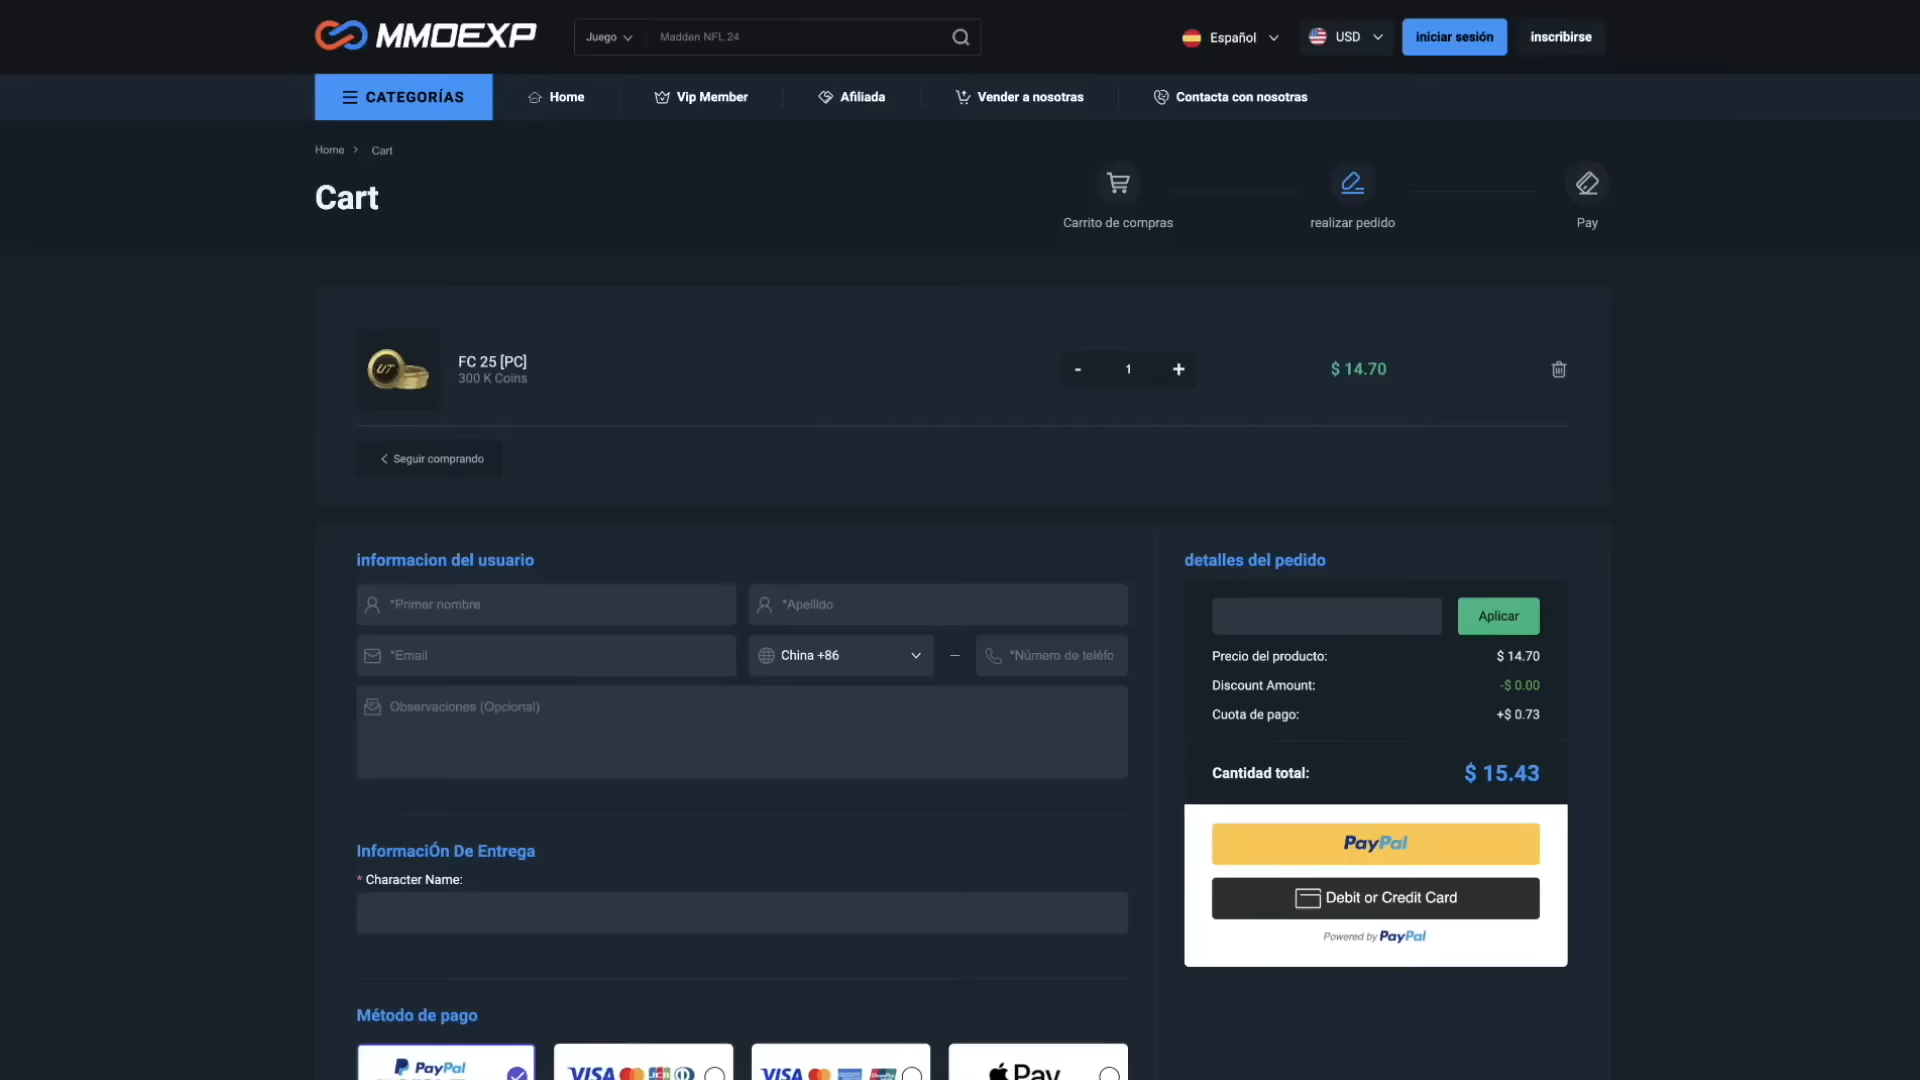 MMOEXP
Juego
Madden NFL 24
Español
USD
iniciar sesión
inscribirse
CATEGORÍAS
Home
Vip Member
Afiliada
Vender a nosotras
Contacta con nosotras
Home > Cart
Cart
Carrito de compras
realizar pedido
Pay
UT
FC 25 [PC]
300 K Coins
- 1 +
$ 14.70
< Seguir comprando
informacion del usuario
*Primer nombre
*Apellido
*Email
China +86
*Número de teléfo
Observaciones (Opcional)
InformaciÓn De Entrega
* Character Name:
Método de pago
PayPal
VISA JCB
VISA
Pay
detalles del pedido
Aplicar
Precio del producto: $ 14.70
Discount Amount: -$ 0.00
Cuota de pago: +$ 0.73
Cantidad total: $ 15.43
PayPal
Debit or Credit Card
Powered by PayPal